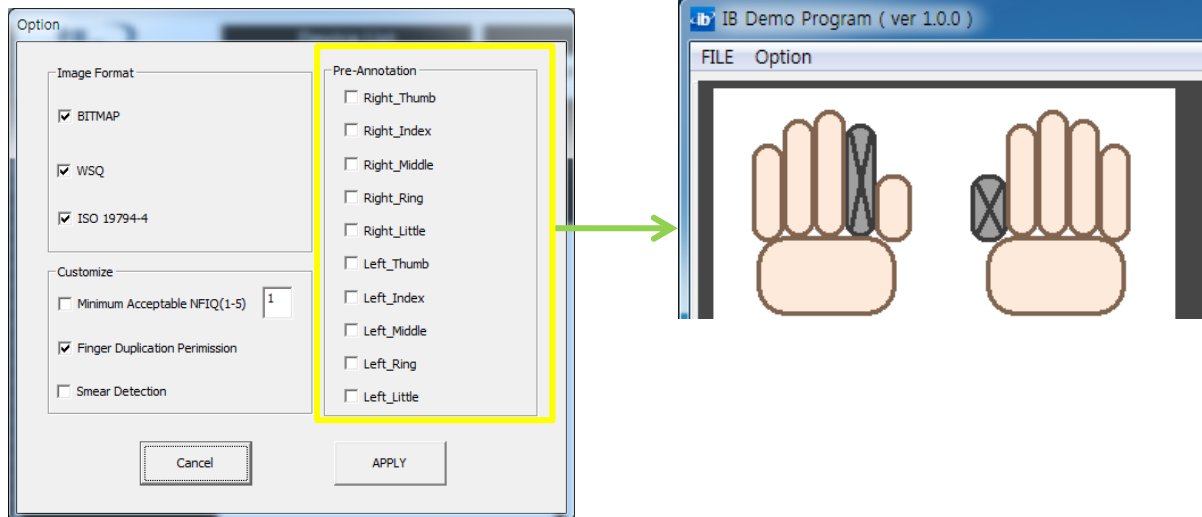 Option
Image Format
BITMAP
WSQ
ISO 19794-4
Customize
Minimum Acceptable NFIQ(1-5) 1
Finger Duplication Perimission
Smear Detection
Pre-Annotation
Right_Thumb
Right_Index
Right_Middle
Right_Ring
Right_Little
Left_Thumb
Left_Index
Left_Middle
Left_Ring
Left_Little
Cancel
APPLY
ib IB Demo Program ( ver 1.0.0 )
FILE Option